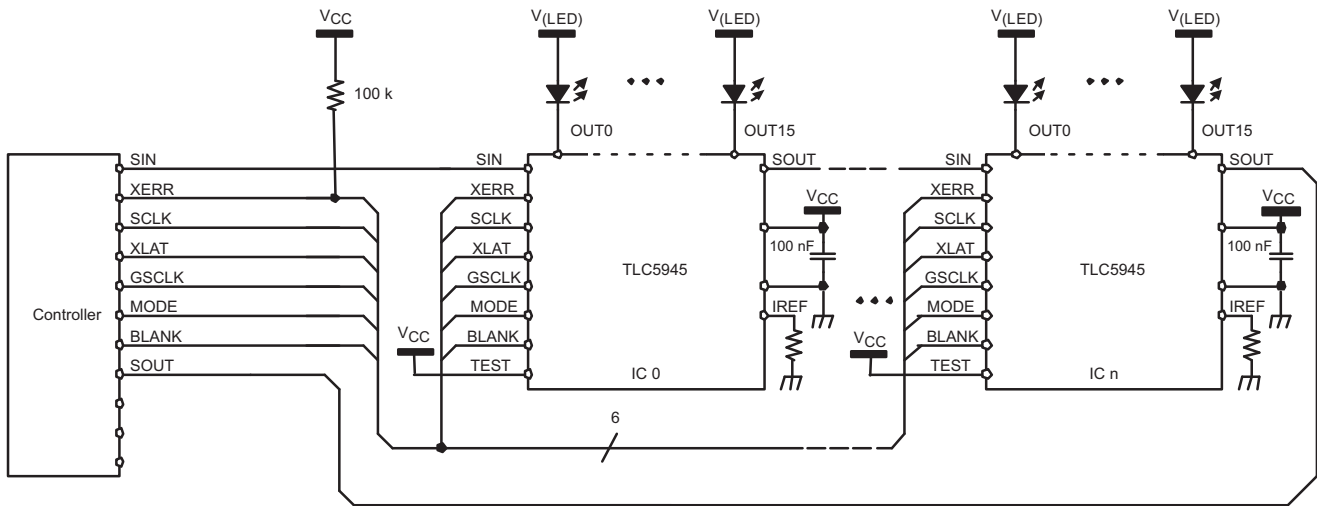 VCC
V(LED)
V(LED)
V(LED)
V(LED)
100 k
OUT0
OUT15
OUT0
OUT15
SIN
SIN
SOUT
SIN
SOUT
XERR
XERR
XERR
VCC
VCC
SCLK
SCLK
SCLK
100 nF
100 nF
XLAT
XLAT
XLAT
TLC5945
TLC5945
GSCLK
GSCLK
GSCLK
Controller
MODE
MODE
IREF
MODE
IREF
BLANK
VCC
BLANK
VCC
BLANK
SOUT
TEST
IC 0
TEST
IC n
6